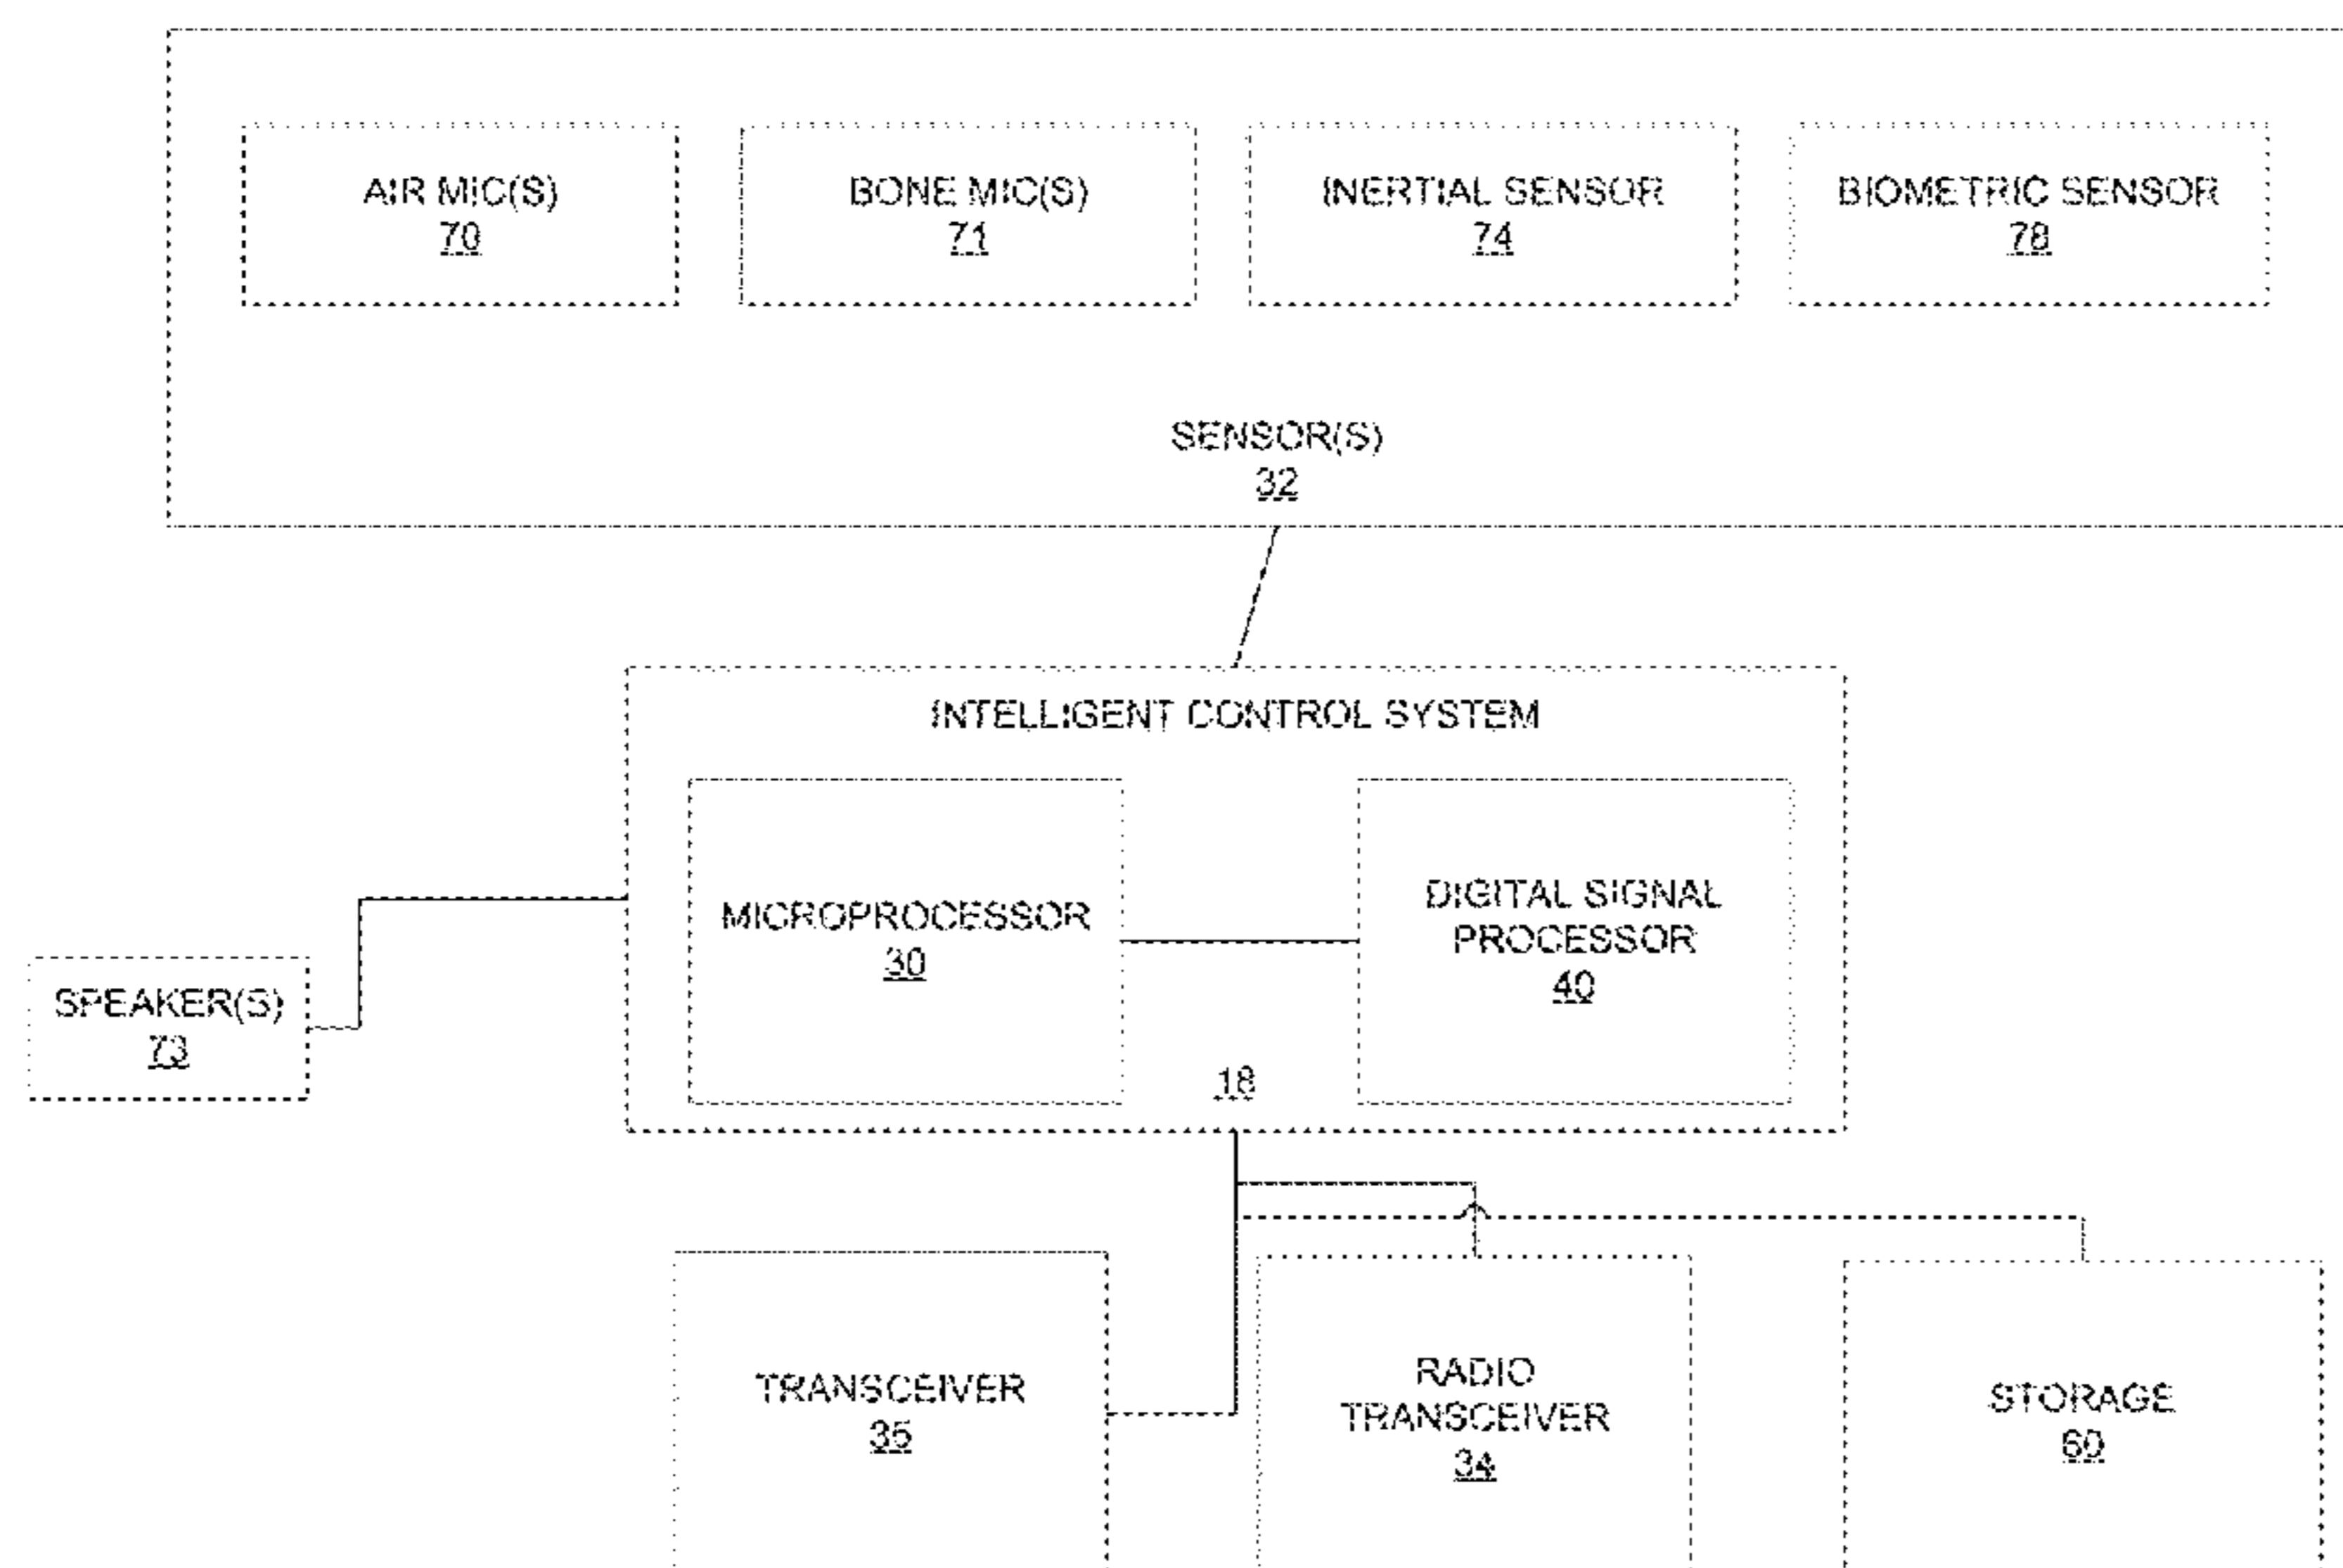 AIR MIC(S)
70
BONE MIC(S)
71
INERTIAL SENSOR
74
BIOMETRIC SENSOR
78
SENSOR(S)
32
INTELLIGENT CONTROL SYSTEM
MICROPROCESSOR
30
DIGITAL SIGNAL
PROCESSOR
40
18
SPEAKER(S)
73
TRANSCEIVER
35
RADIO
TRANSCEIVER
34
STORAGE
60